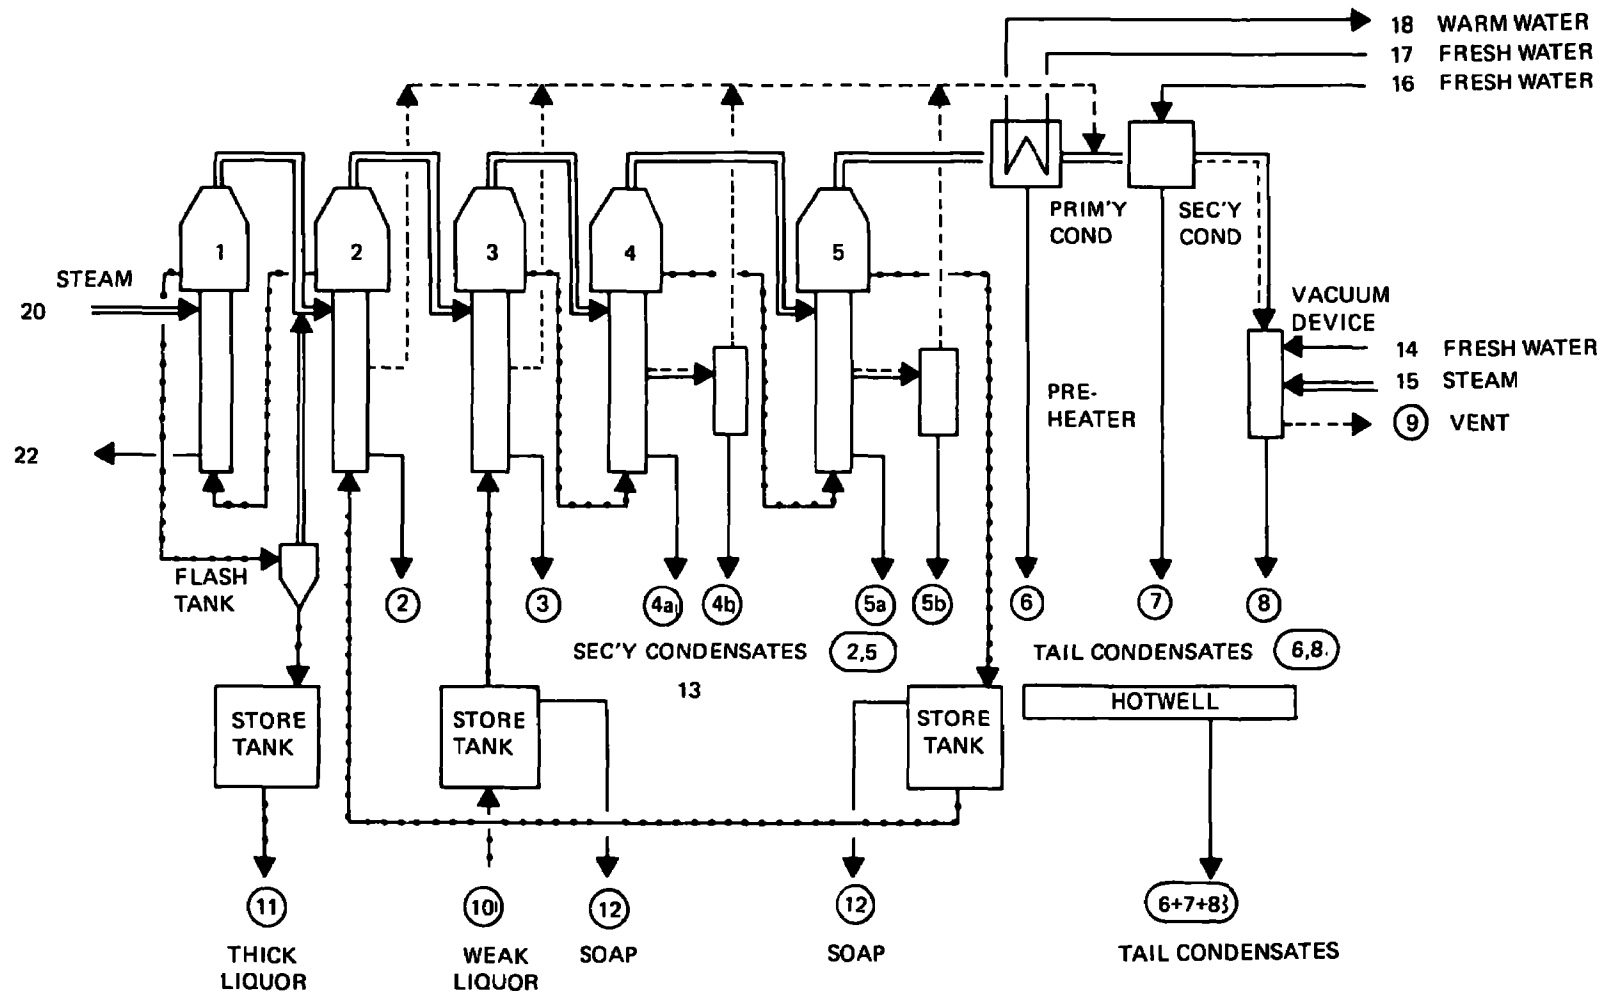 18 WARM WATER
17 FRESH WATER
16 FRESH WATER
1
2
3
4
5
PRIM'Y
COND
SEC'Y
COND
STEAM
20
VACUUM
DEVICE
14 FRESH WATER
15 STEAM
9 VENT
PRE-
HEATER
22
FLASH
TANK
2
3
4a
4b
5a
5b
6
7
8
SEC'Y CONDENSATES 2,5
13
TAIL CONDENSATES 6,8
HOTWELL
STORE
TANK
STORE
TANK
STORE
TANK
11
10
12
12
6+7+8
THICK
LIQUOR
WEAK
LIQUOR
SOAP
SOAP
TAIL CONDENSATES